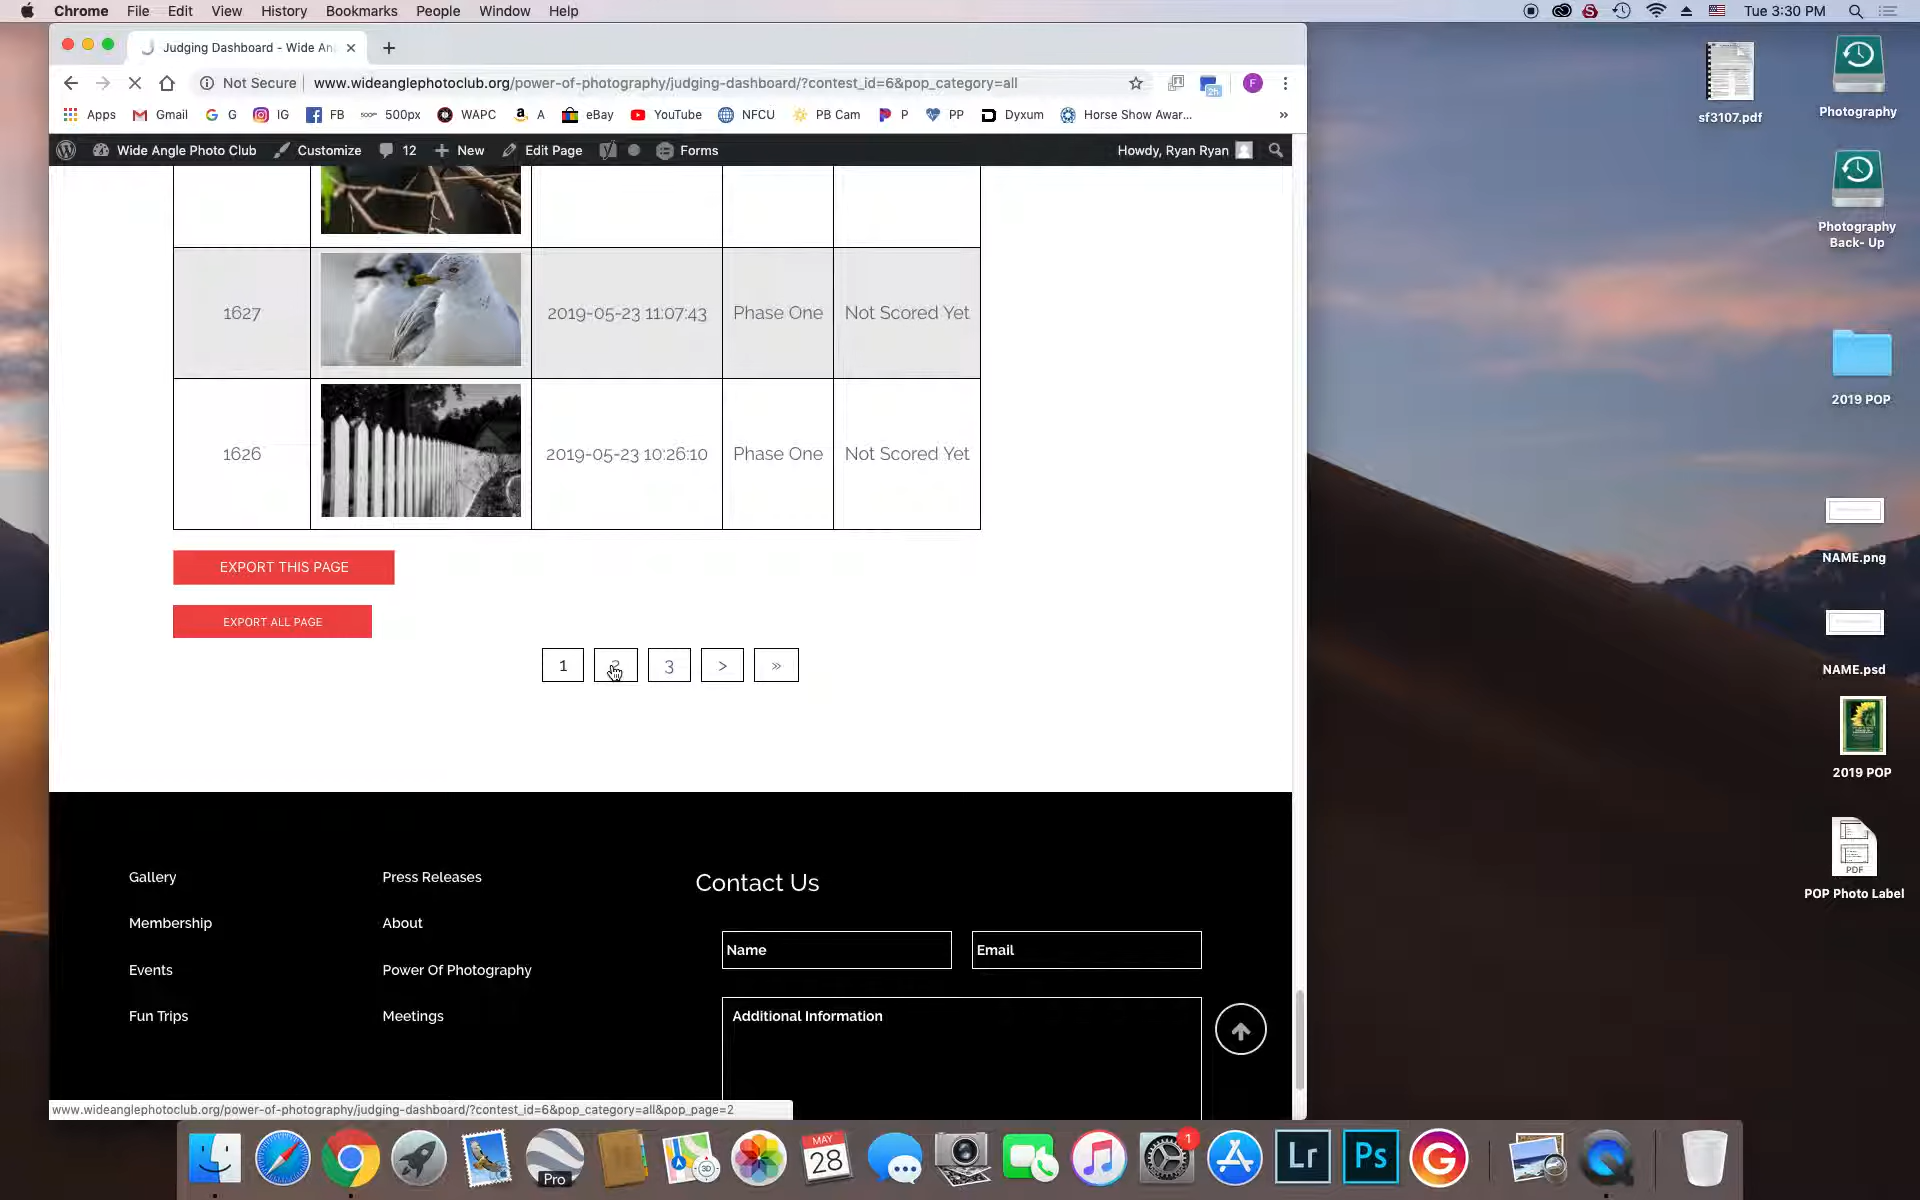 Chrome File Edit View History Bookmarks People Window Help
Tue 3:30 PM
Judging Dashboard - Wide An
Not Secure www.wideanglephotoclub.org/power-of-photography/judging-dashboard/?contest_id=6&pop_category=all
F
Apps Gmail G IG FB 500px WAPC A eBay YouTube NFCU PB Cam P PP Dyxum Horse Show Awar... »
Wide Angle Photo Club Customize 12 New Edit Page Forms
Howdy, Ryan Ryan
1627 2019-05-23 11:07:43 Phase One Not Scored Yet
1626 2019-05-23 10:26:10 Phase One Not Scored Yet
EXPORT THIS PAGE
EXPORT ALL PAGE
1 2 3 > »
Gallery
Membership
Events
Fun Trips
Press Releases
About
Power Of Photography
Meetings
Contact Us
Name
Email
Additional Information
www.wideanglephotoclub.org/power-of-photography/judging-dashboard/?contest_id=6&pop_category=all&pop_page=2
sf3107.pdf
Photography
Photography
Back- Up
2019 POP
NAME.png
NAME.psd
2019 POP
PDF
POP Photo Label
Pro
3D
MAY
28
1
Lr
Ps
G